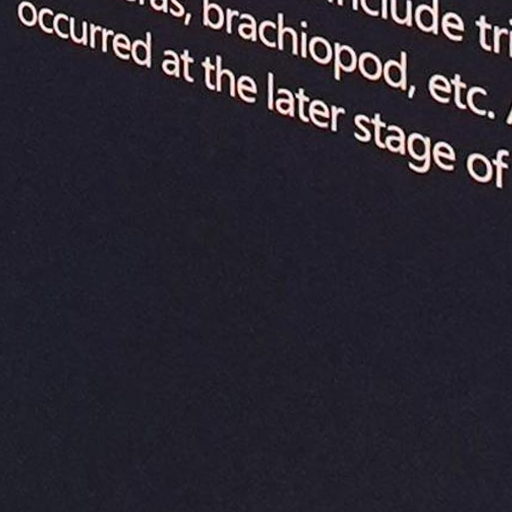 include tri
brachiopod, etc.
occurred at the later stage of